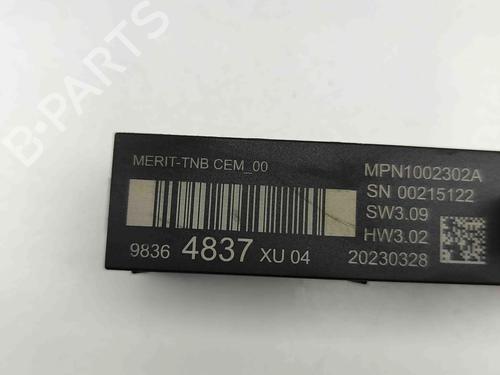 B-PARTS
MERIT-TNB CEM_00
9836 4837 XU 04
MPN1002302A
SN 00215122
SW3.09
HW3.02
20230328